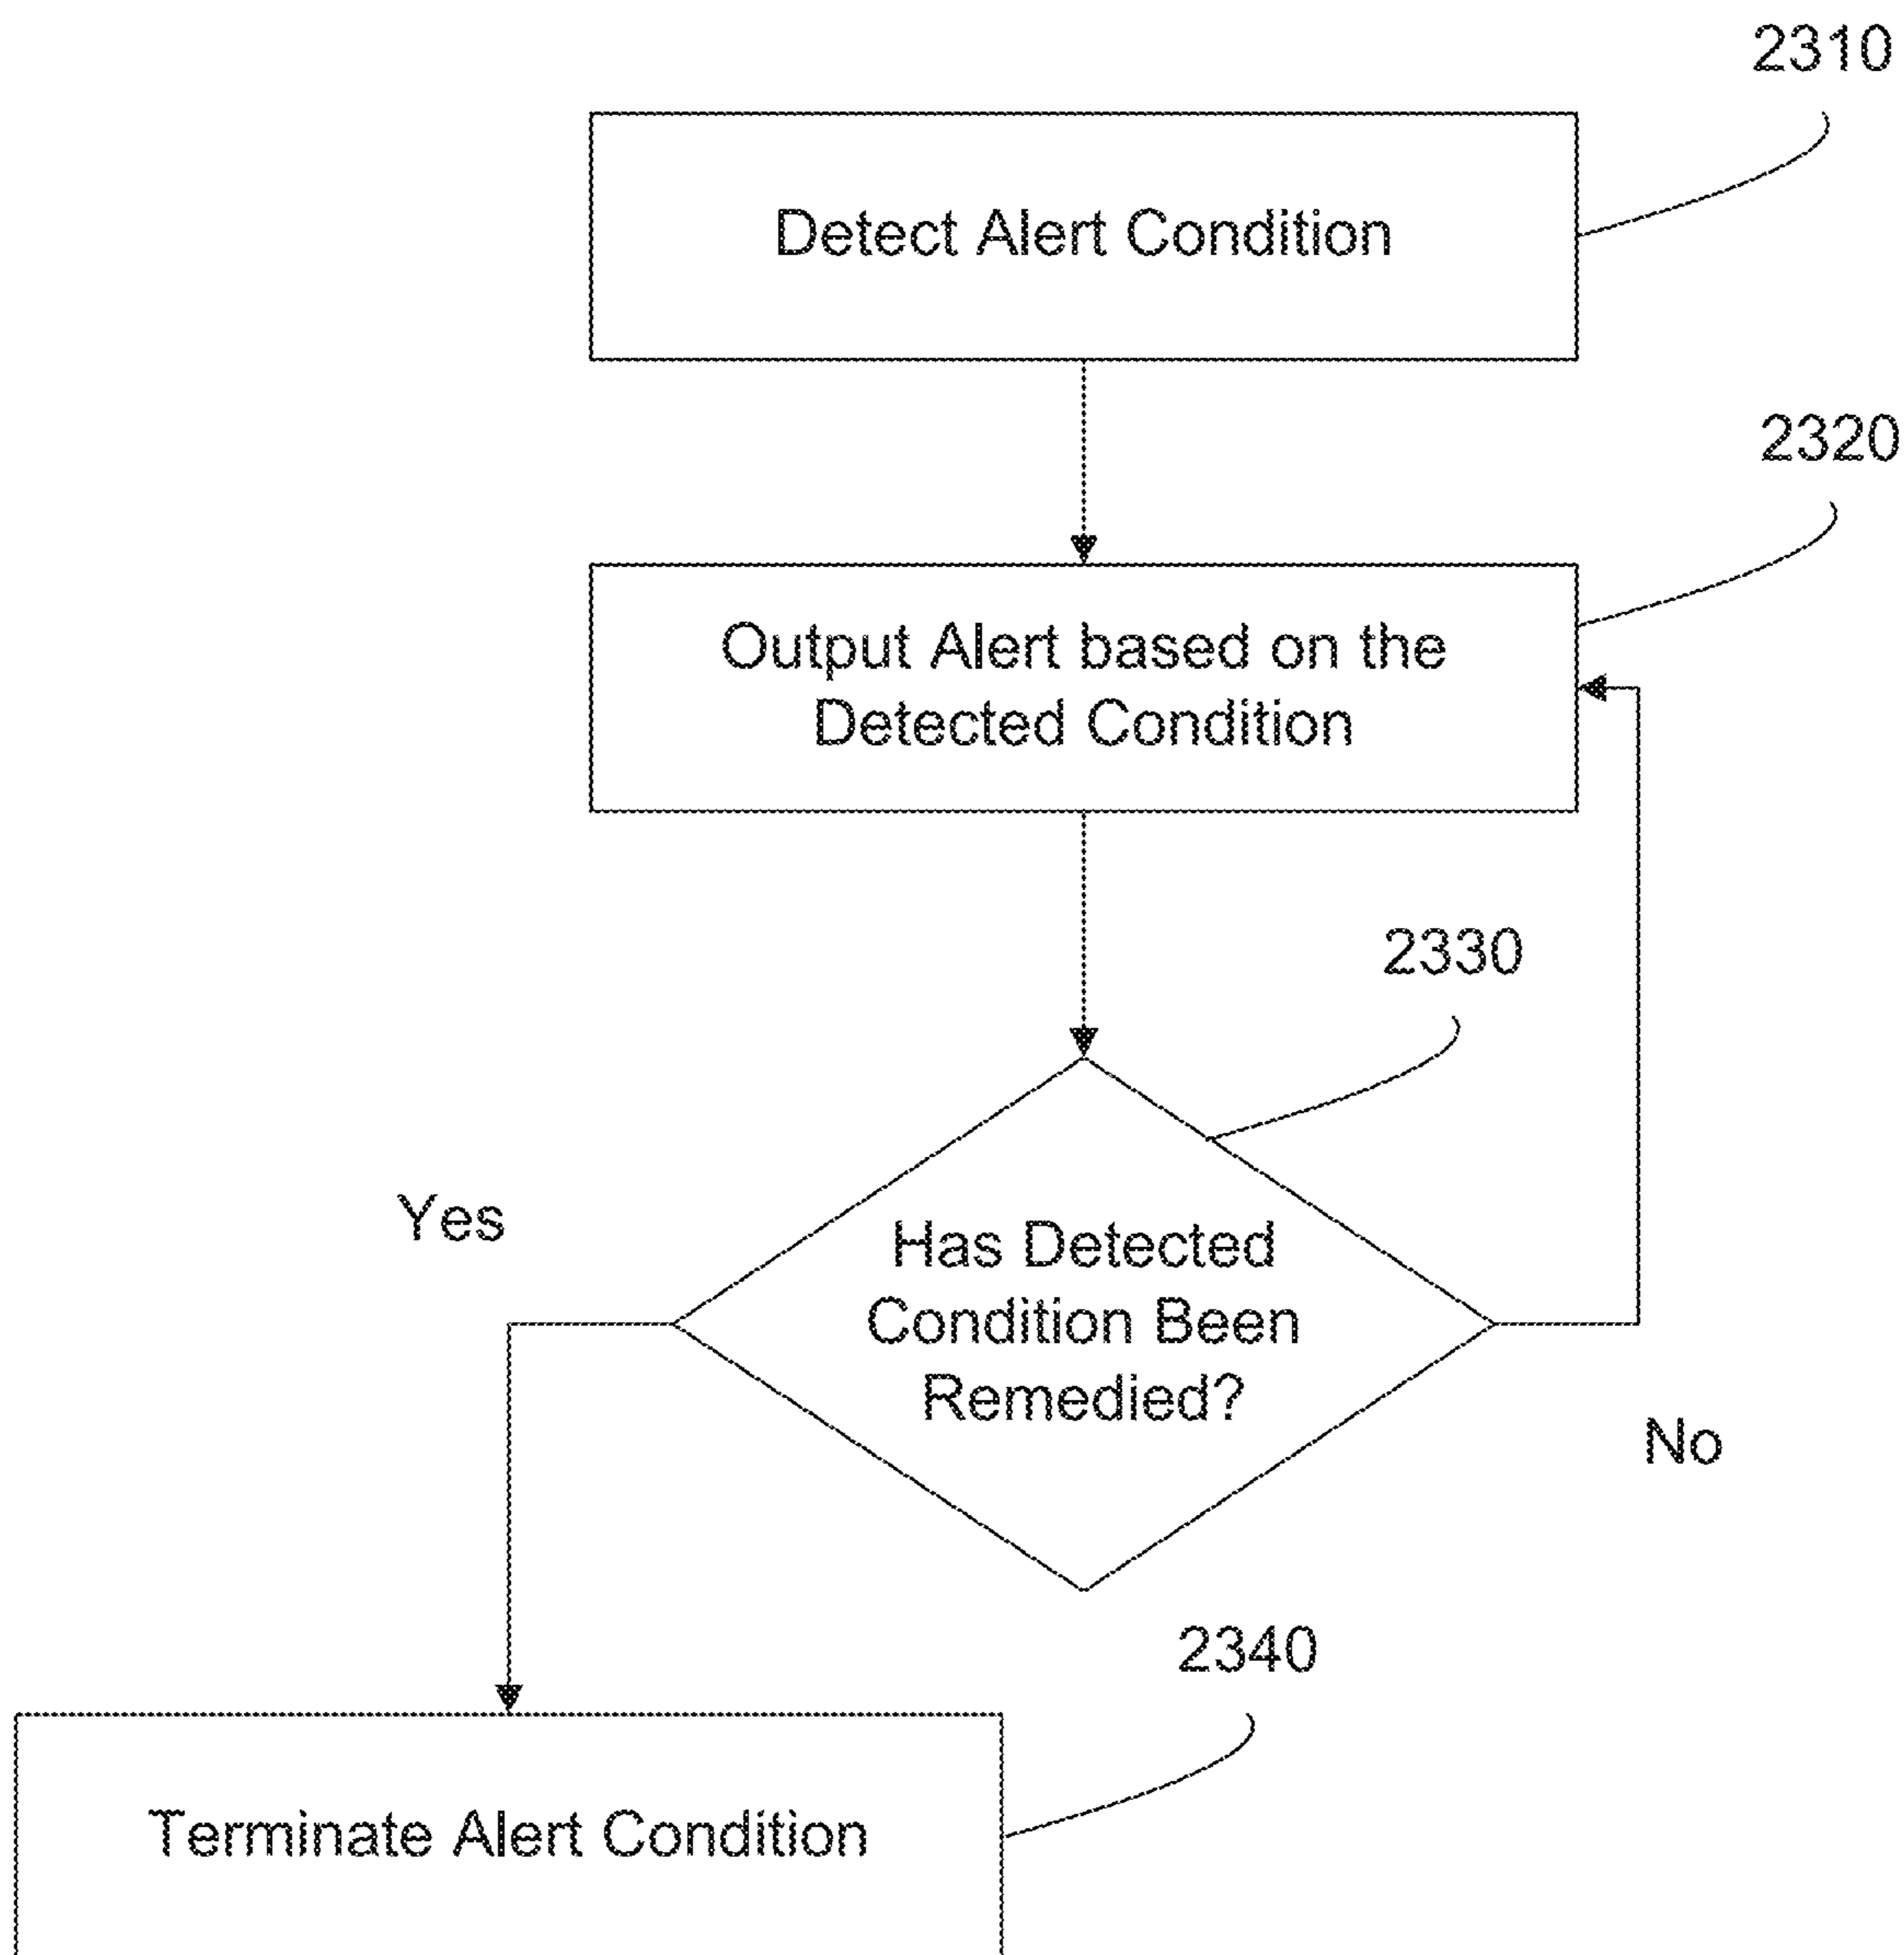 2310
Detect Alert Condition
2320
Output Alert based on the
Detected Condition
2330
Yes
Has Detected
Condition Been
Remedied?
No
2340
Terminate Alert Condition